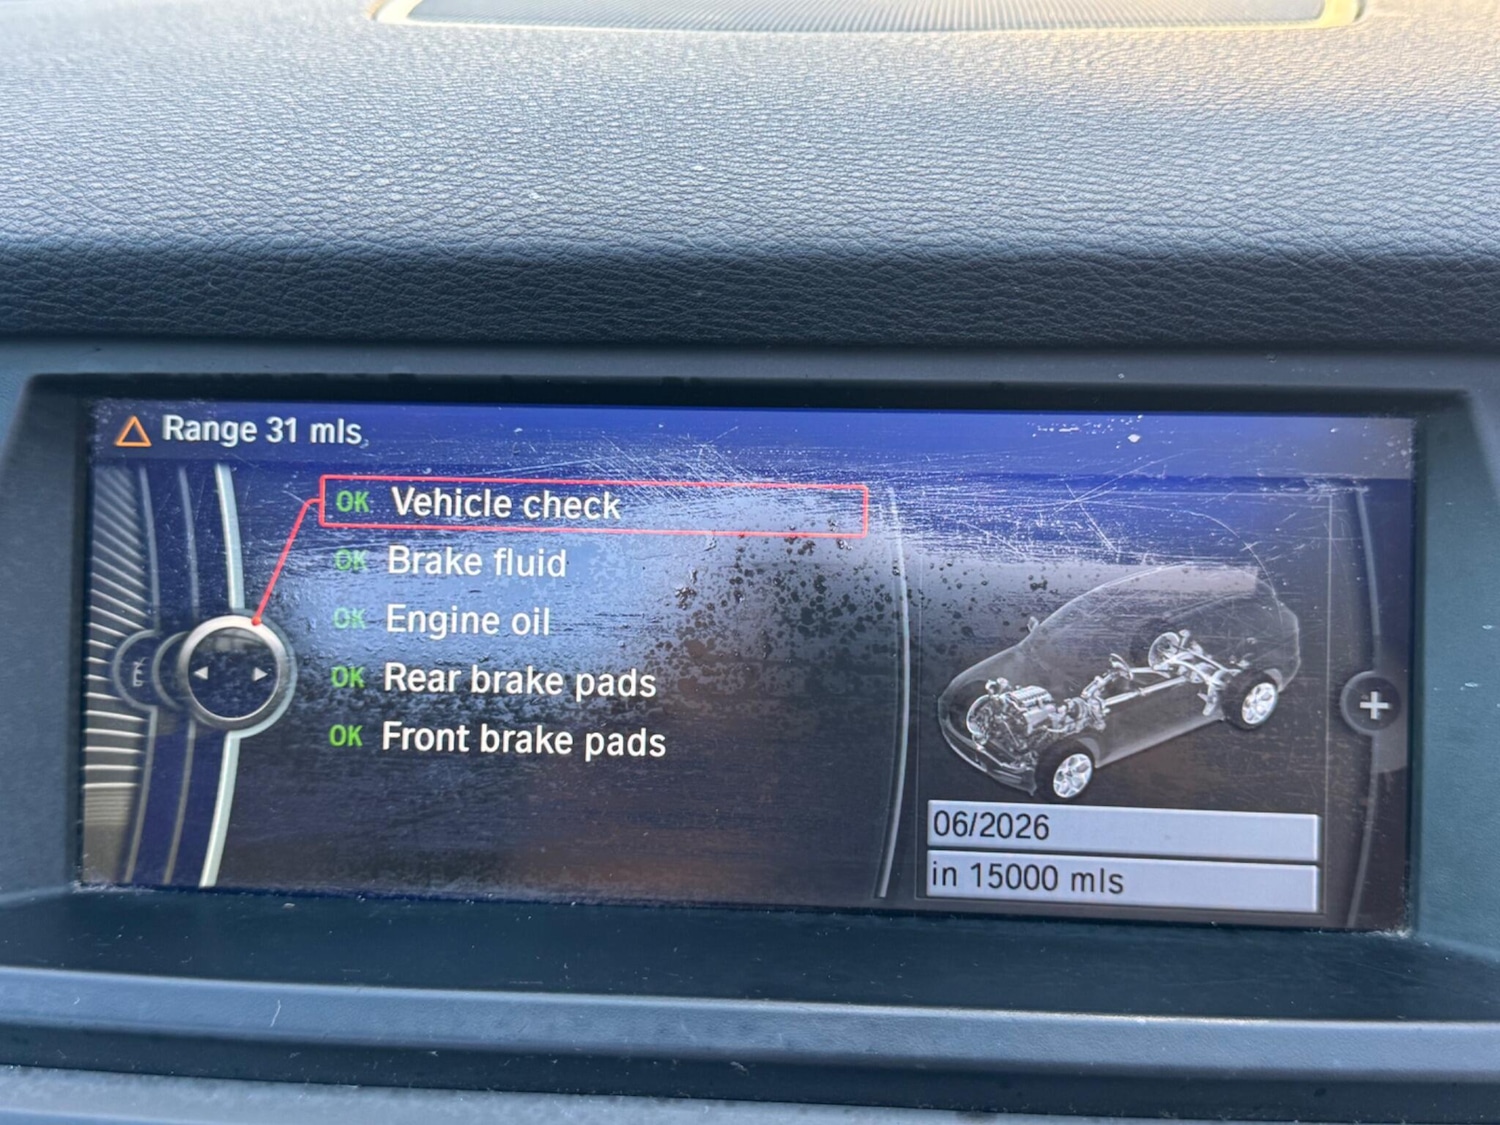 Range 31 mls
OK Vehicle check
OK Brake fluid
OK Engine oil
OK Rear brake pads
OK Front brake pads
06/2026
in 15000 mls